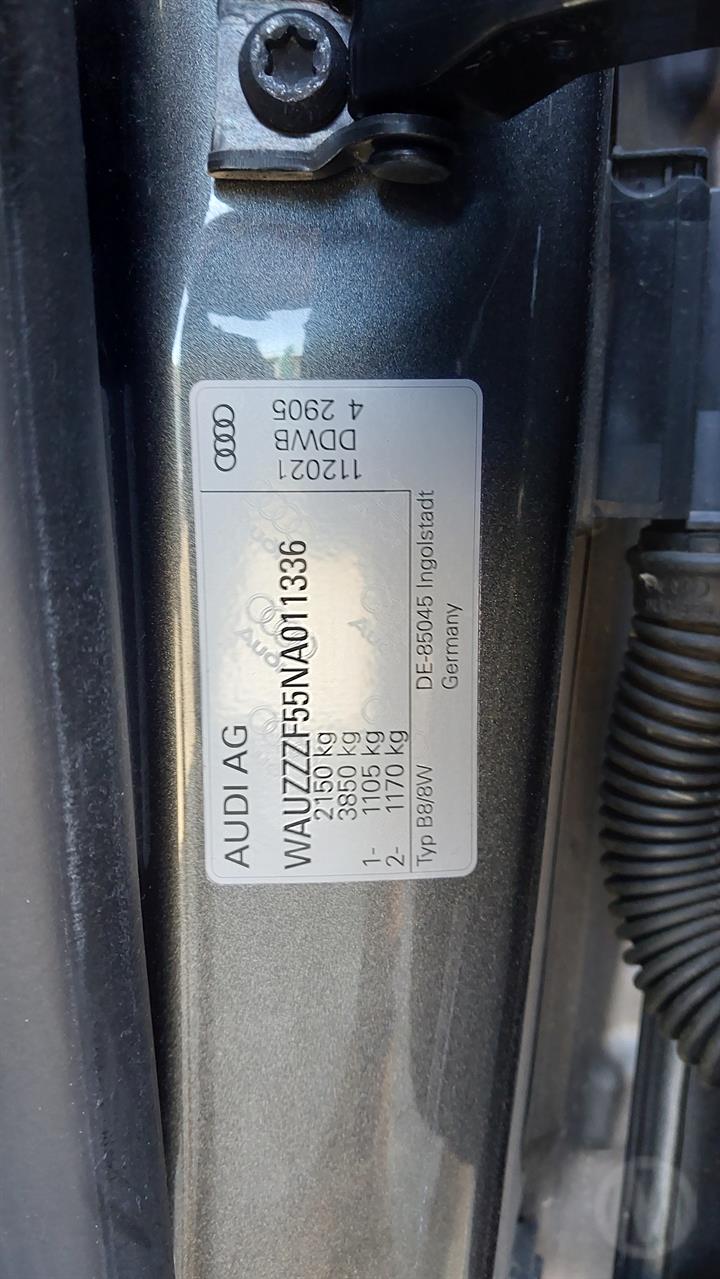 AUDI AG
WAUZZZF55NA011336
2150 kg
3850 kg
1- 1105 kg
2- 1170 kg
Typ B8/8W
DE-85045 Ingolstadt
Germany
112021
DDWB
4 2905